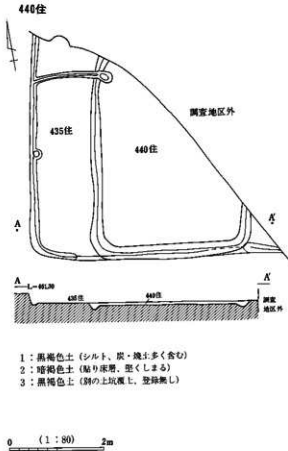 440住
調査地区外
435住
440住
A
A'
A
L=461.30
A'
435住
440住
調査
地区外
1：黒褐色土（シルト、炭・焼土多く含む）
2：暗褐色土（貼り床層、堅くしまる）
3：黒褐色土（別の土坑覆土、登録無し）
0 （1：80） 2m